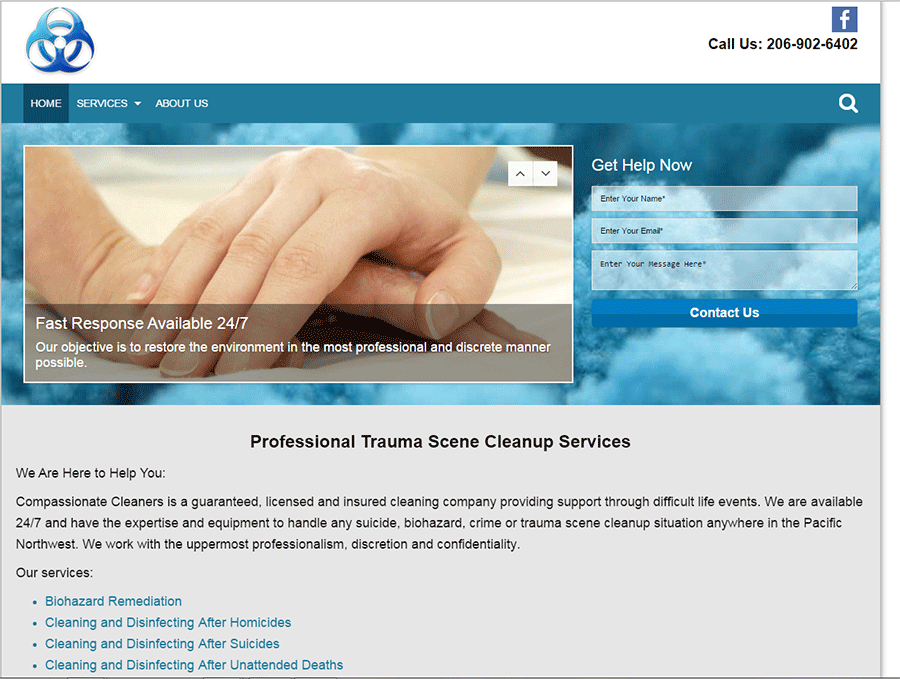 f
Call Us: 206-902-6402
HOME SERVICES ABOUT US
Get Help Now
Enter Your Name*
Enter Your Email*
Enter Your Message Here*
Contact Us
Fast Response Available 24/7
Our objective is to restore the environment in the most professional and discrete manner
possible.
Professional Trauma Scene Cleanup Services
We Are Here to Help You:
Compassionate Cleaners is a guaranteed, licensed and insured cleaning company providing support through difficult life events. We are available
24/7 and have the expertise and equipment to handle any suicide, biohazard, crime or trauma scene cleanup situation anywhere in the Pacific
Northwest. We work with the uppermost professionalism, discretion and confidentiality.
Our services:
• Biohazard Remediation
• Cleaning and Disinfecting After Homicides
• Cleaning and Disinfecting After Suicides
• Cleaning and Disinfecting After Unattended Deaths